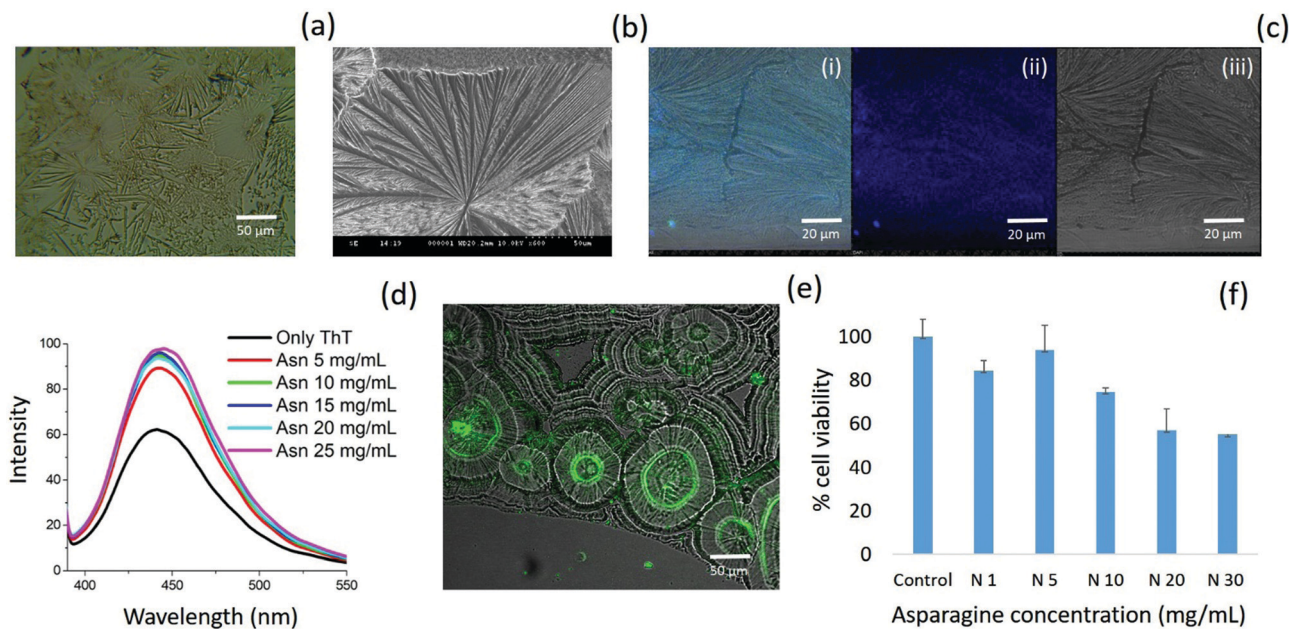 (a)
50 µm
(b)
SE 14:19 000001 WD20.2mm 10.0kV x600 50um
(c)
(i)
20 µm
(ii)
20 µm
(iii)
20 µm
(d)
Only ThT
Asn 5 mg/mL
Asn 10 mg/mL
Asn 15 mg/mL
Asn 20 mg/mL
Asn 25 mg/mL
Intensity
100
80
60
40
20
0
400 450 500 550
Wavelength (nm)
(e)
50 µm
(f)
% cell viability
100
80
60
40
20
0
Control N 1 N 5 N 10 N 20 N 30
Asparagine concentration (mg/mL)